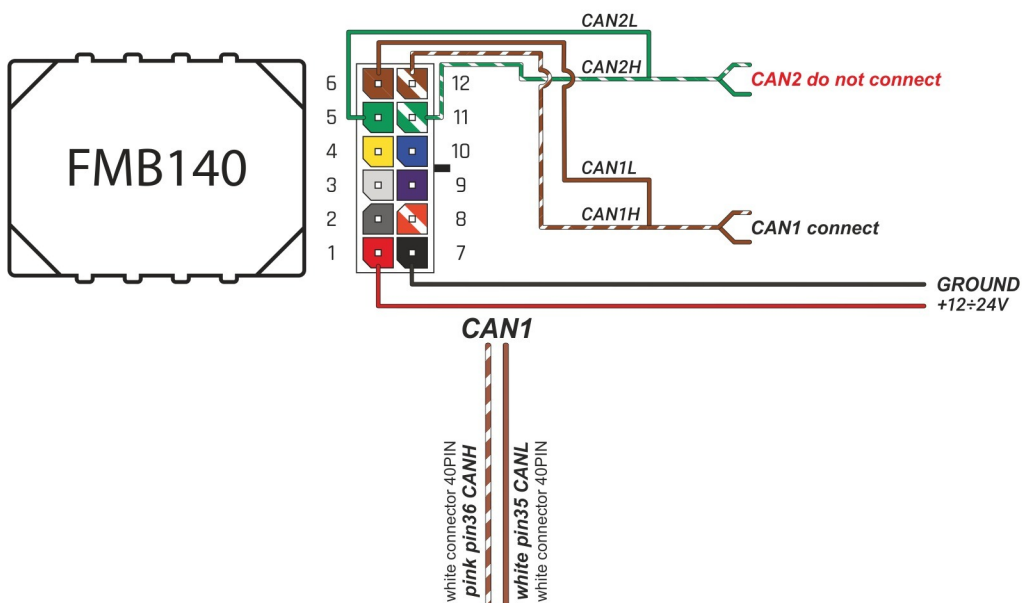 CAN2L
CAN2H
CAN2 do not connect
FMB140
6 12
5 11
4 10
3 9
2 8
1 7
CAN1L
CAN1H
CAN1 connect
GROUND
+12÷24V
CAN1
white connector 40PIN
pink pin36 CANH
white pin35 CANL
white connector 40PIN